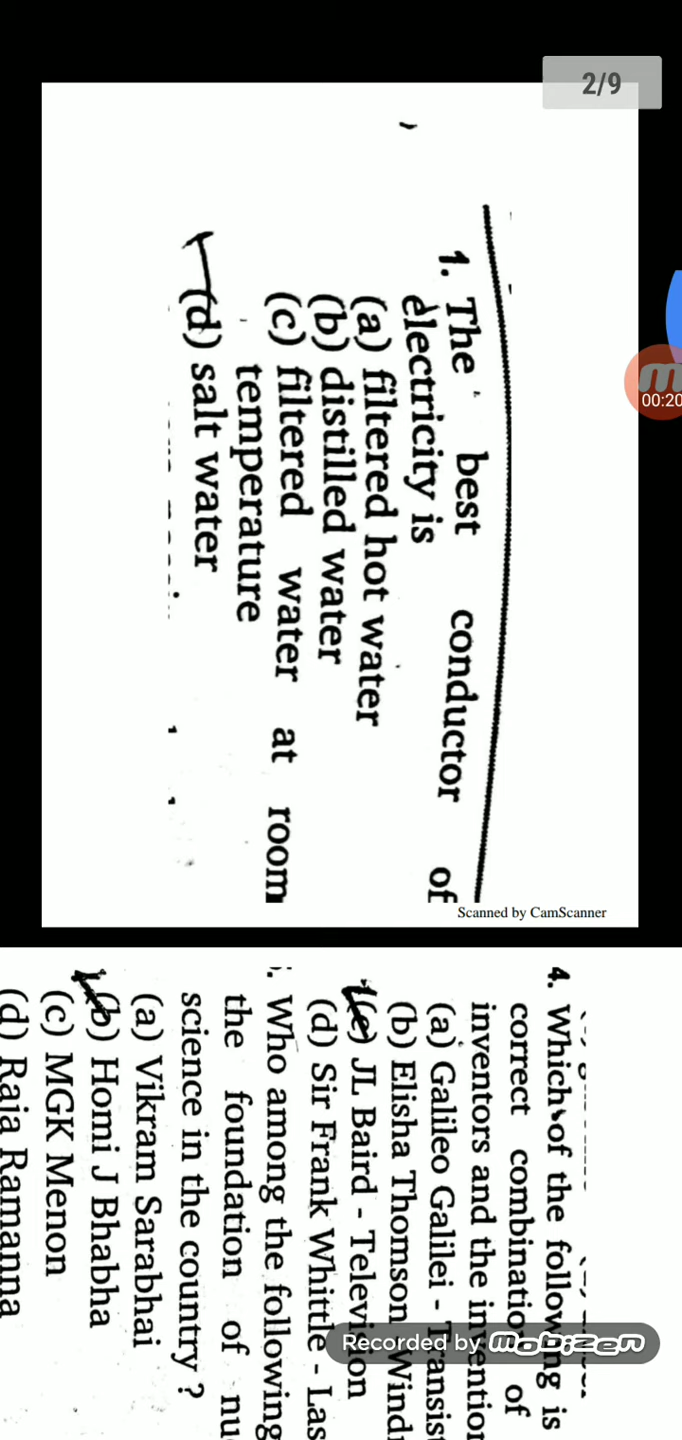 2/9
1. The best conductor of
electricity is
(a) filtered hot water
(b) distilled water
(c) filtered water at room
temperature
(d) salt water
Scanned by CamScanner
00:20
4. Which of the following is
correct combination of
inventors and the invention
(a) Galileo Galilei - Transist
(b) Elisha Thomson - Wind
(c) JL Baird - Television
(d) Sir Frank Whittle - Las
. Who among the following
the foundation of nu
science in the country ?
(a) Vikram Sarabhai
(b) Homi J Bhabha
(c) MGK Menon
(d) Raja Ramanna
Recorded by MOBIZEN